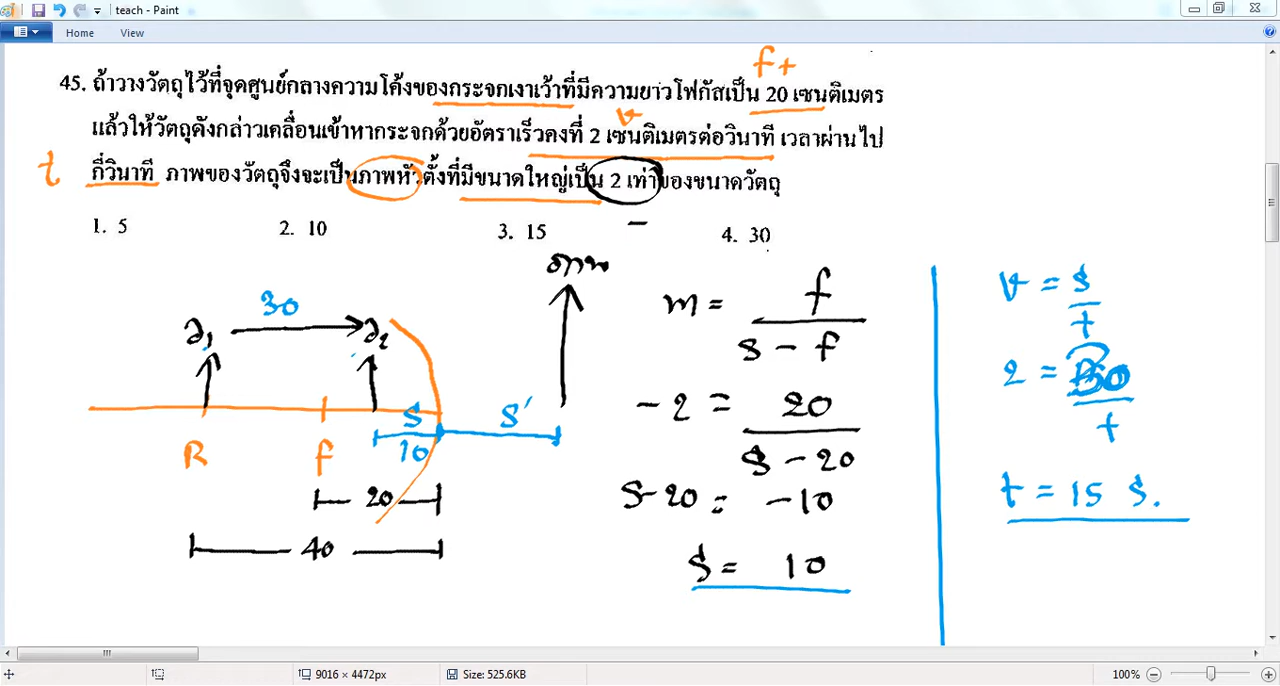 teach - Paint
Home View
f+
45. ถ้าวางวัตถุไว้ที่จุดศูนย์กลางความโค้งของกระจกเงาเว้าที่มีความยาวโฟกัสเป็น 20 เซนติเมตร
v
แล้วให้วัตถุดังกล่าวเคลื่อนเข้าหากระจกด้วยอัตราเร็วคงที่ 2 เซนติเมตรต่อวินาที เวลาผ่านไป
t
กี่วินาที ภาพของวัตถุจึงจะเป็นภาพหัวตั้งที่มีขนาดใหญ่เป็น 2 เท่าของขนาดวัตถุ
1. 5 2. 10 3. 15 4. 30
ภาพ
30
m = f
s - f
v = s
t
-2 = 20
s - 20
2 = 30
t
s s'
R f 10
20
s-20 = -10
t = 15 s.
40
s = 10
9016 × 4472px Size: 525.6KB 100%